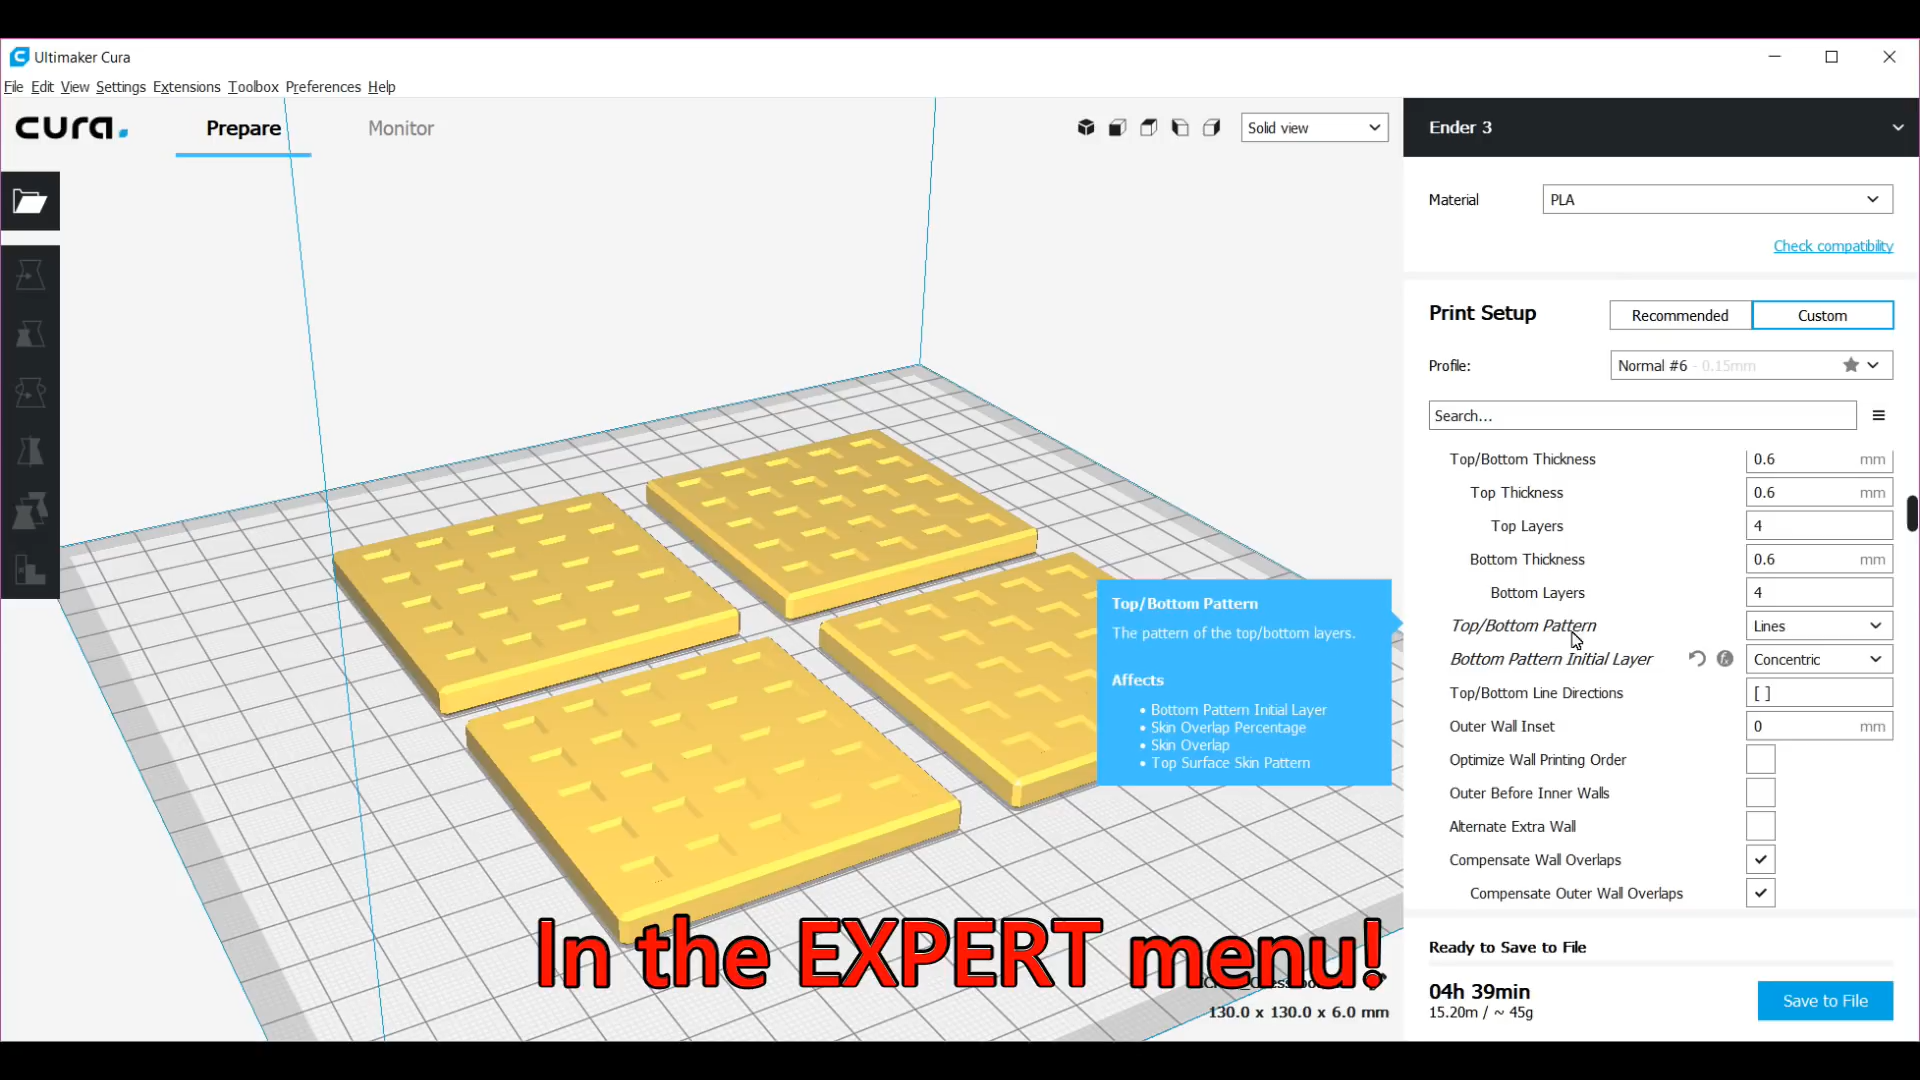 Ultimaker Cura
File Edit View Settings Extensions Toolbox Preferences Help
cura.
Prepare
Monitor
Solid view
Ender 3
Material
PLA
Check compatibility
Print Setup
Recommended
Custom
Profile:
Normal #6 - 0.15mm
Search...
Top/Bottom Thickness 0.6 mm
Top Thickness 0.6 mm
Top Layers 4
Bottom Thickness 0.6 mm
Bottom Layers 4
Top/Bottom Pattern Lines
Bottom Pattern Initial Layer Concentric
Top/Bottom Line Directions [ ]
Outer Wall Inset 0 mm
Optimize Wall Printing Order
Outer Before Inner Walls
Alternate Extra Wall
Compensate Wall Overlaps
Compensate Outer Wall Overlaps
Top/Bottom Pattern
The pattern of the top/bottom layers.
Affects
• Bottom Pattern Initial Layer
• Skin Overlap Percentage
• Skin Overlap
• Top Surface Skin Pattern
In the EXPERT menu!
130.0 x 130.0 x 6.0 mm
Ready to Save to File
04h 39min
15.20m / ~ 45g
Save to File